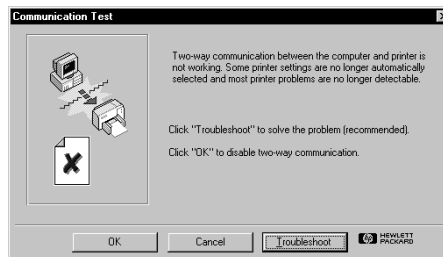 Communication Test
Two-way communication between the computer and printer is
not working. Some printer settings are no longer automatically
selected and most printer problems are no longer detectable.
Click "Troubleshoot" to solve the problem (recommended).
Click "OK" to disable two-way communication.
OK Cancel Troubleshoot hp HEWLETT
PACKARD